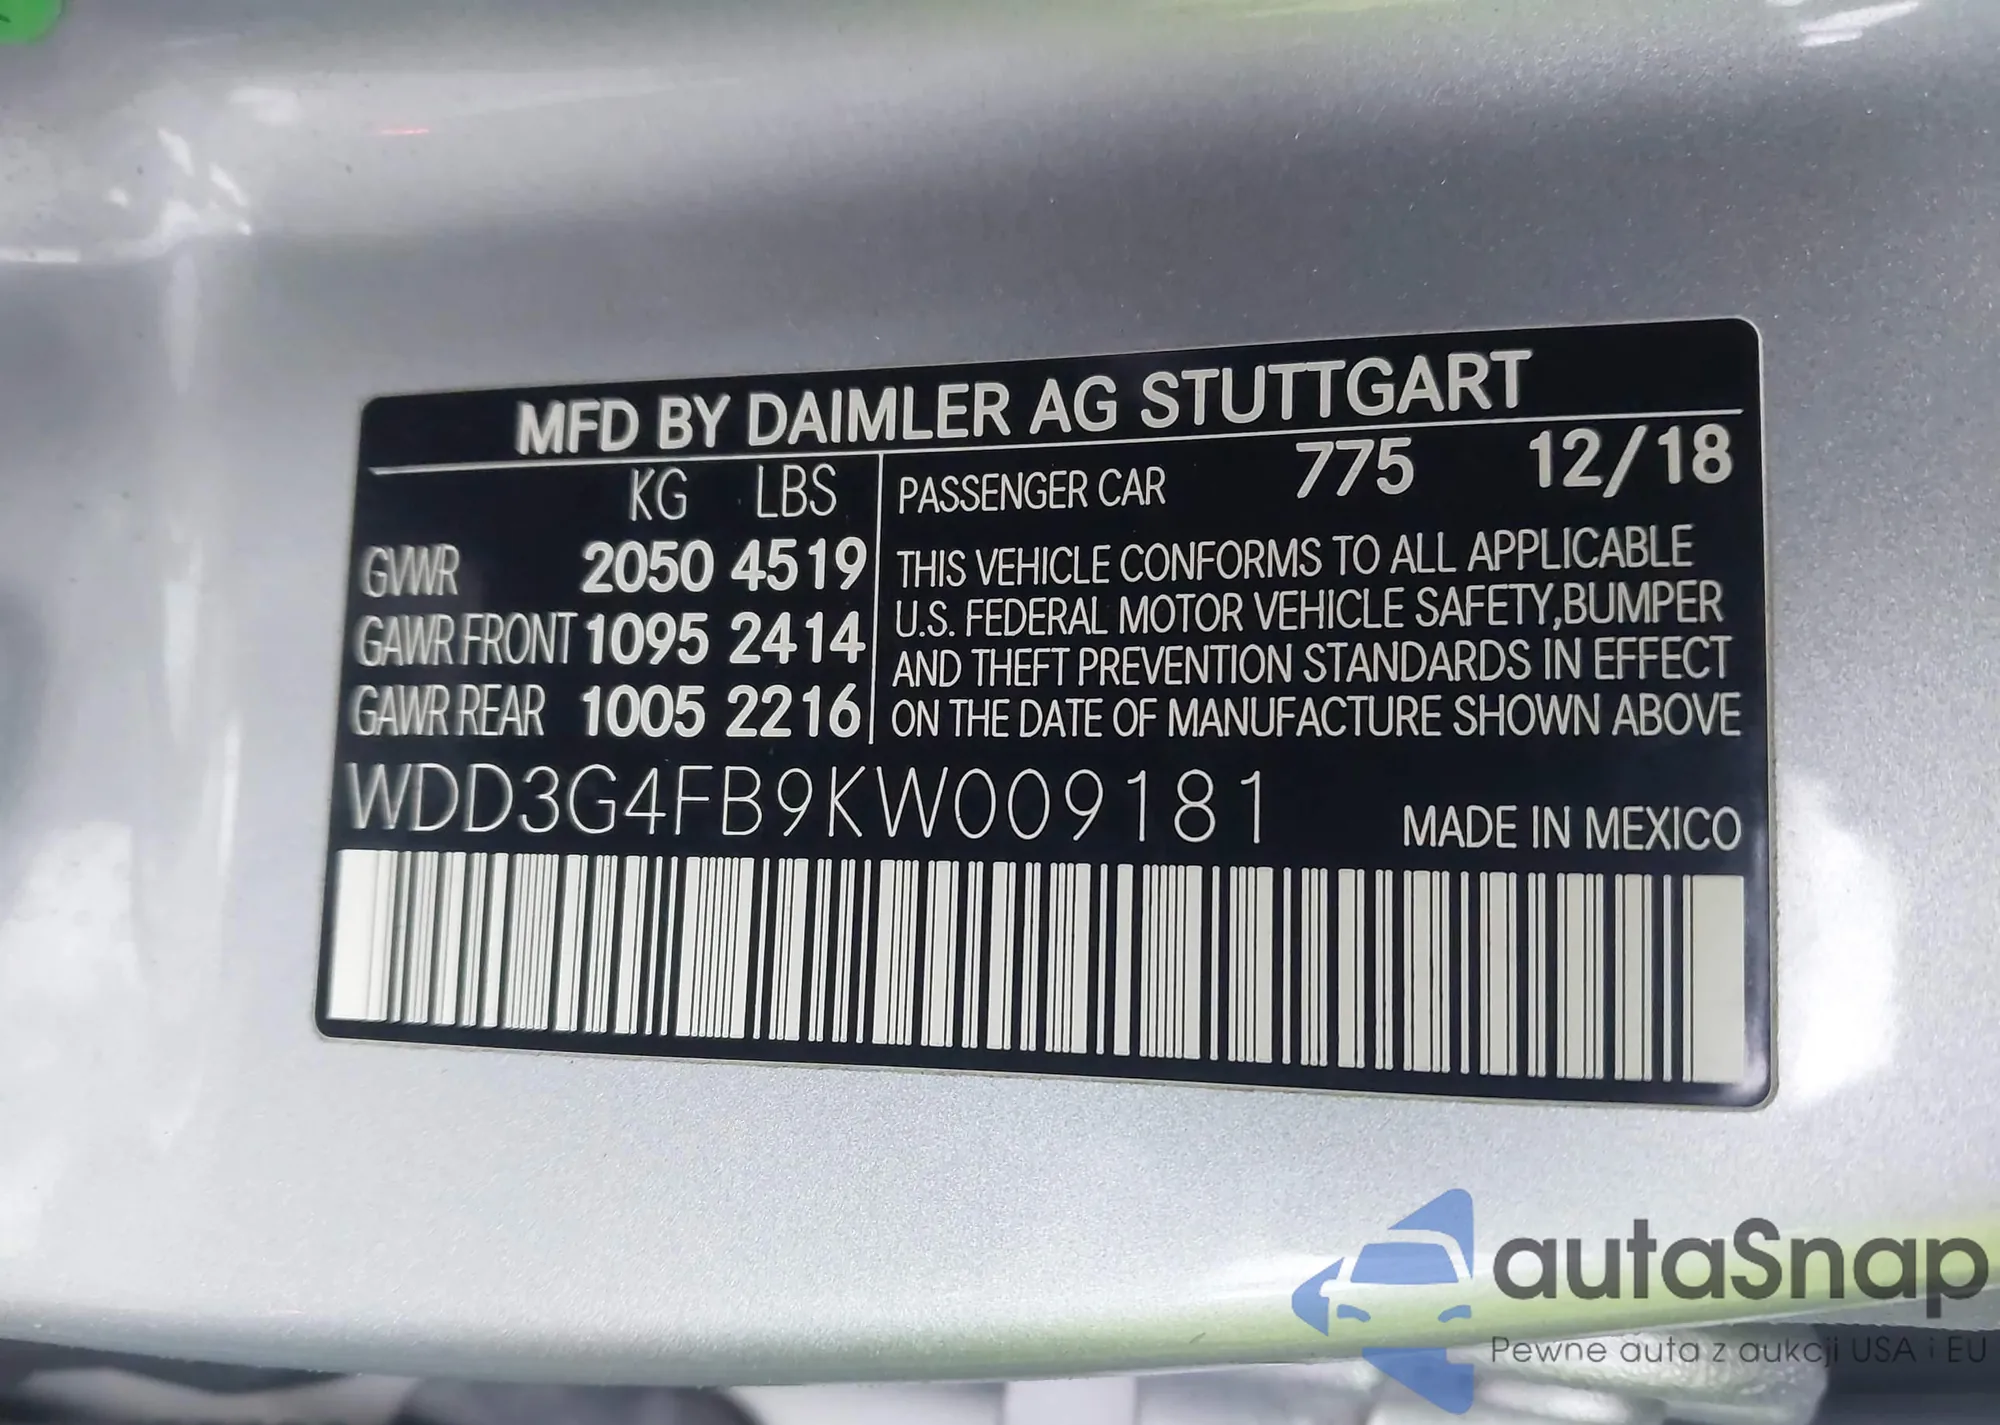 MFD BY DAIMLER AG STUTTGART
KG LBS
GVWR 2050 4519
GAWR FRONT 1095 2414
GAWR REAR 1005 2216
PASSENGER CAR 775 12/18
THIS VEHICLE CONFORMS TO ALL APPLICABLE
U.S. FEDERAL MOTOR VEHICLE SAFETY,BUMPER
AND THEFT PREVENTION STANDARDS IN EFFECT
ON THE DATE OF MANUFACTURE SHOWN ABOVE
WDD3G4FB9KW009181
MADE IN MEXICO
autaSnap
Pewne auta z aukcji USA i EU